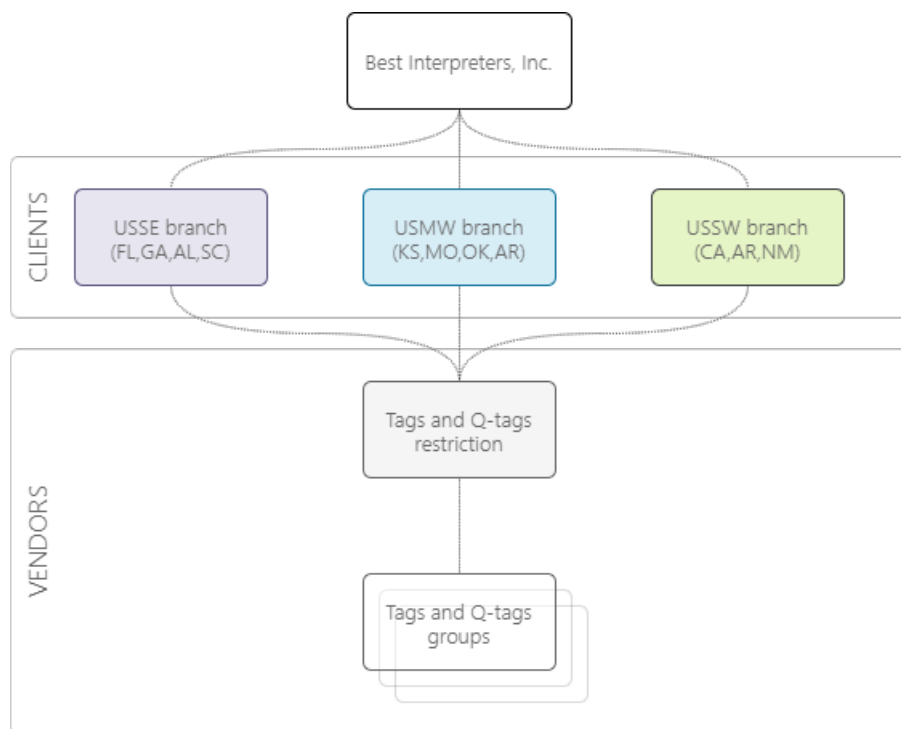 Best Interpreters, Inc.
CLIENTS
USSE branch
(FL,GA,AL,SC)
USMW branch
(KS,MO,OK,AR)
USSW branch
(CA,AR,NM)
VENDORS
Tags and Q-tags
restriction
Tags and Q-tags
groups